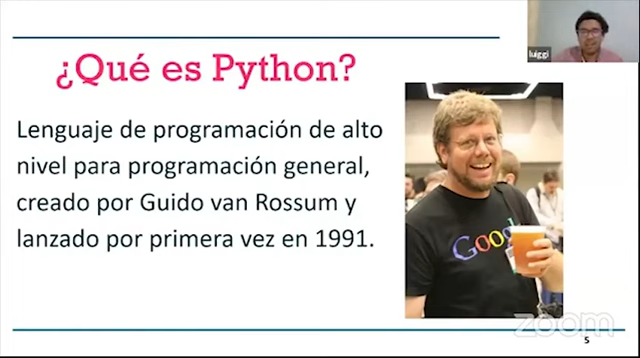 ¿Qué es Python?
Lenguaje de programación de alto
nivel para programación general,
creado por Guido van Rossum y
lanzado por primera vez en 1991.
luiggi
Goog
zoom
5